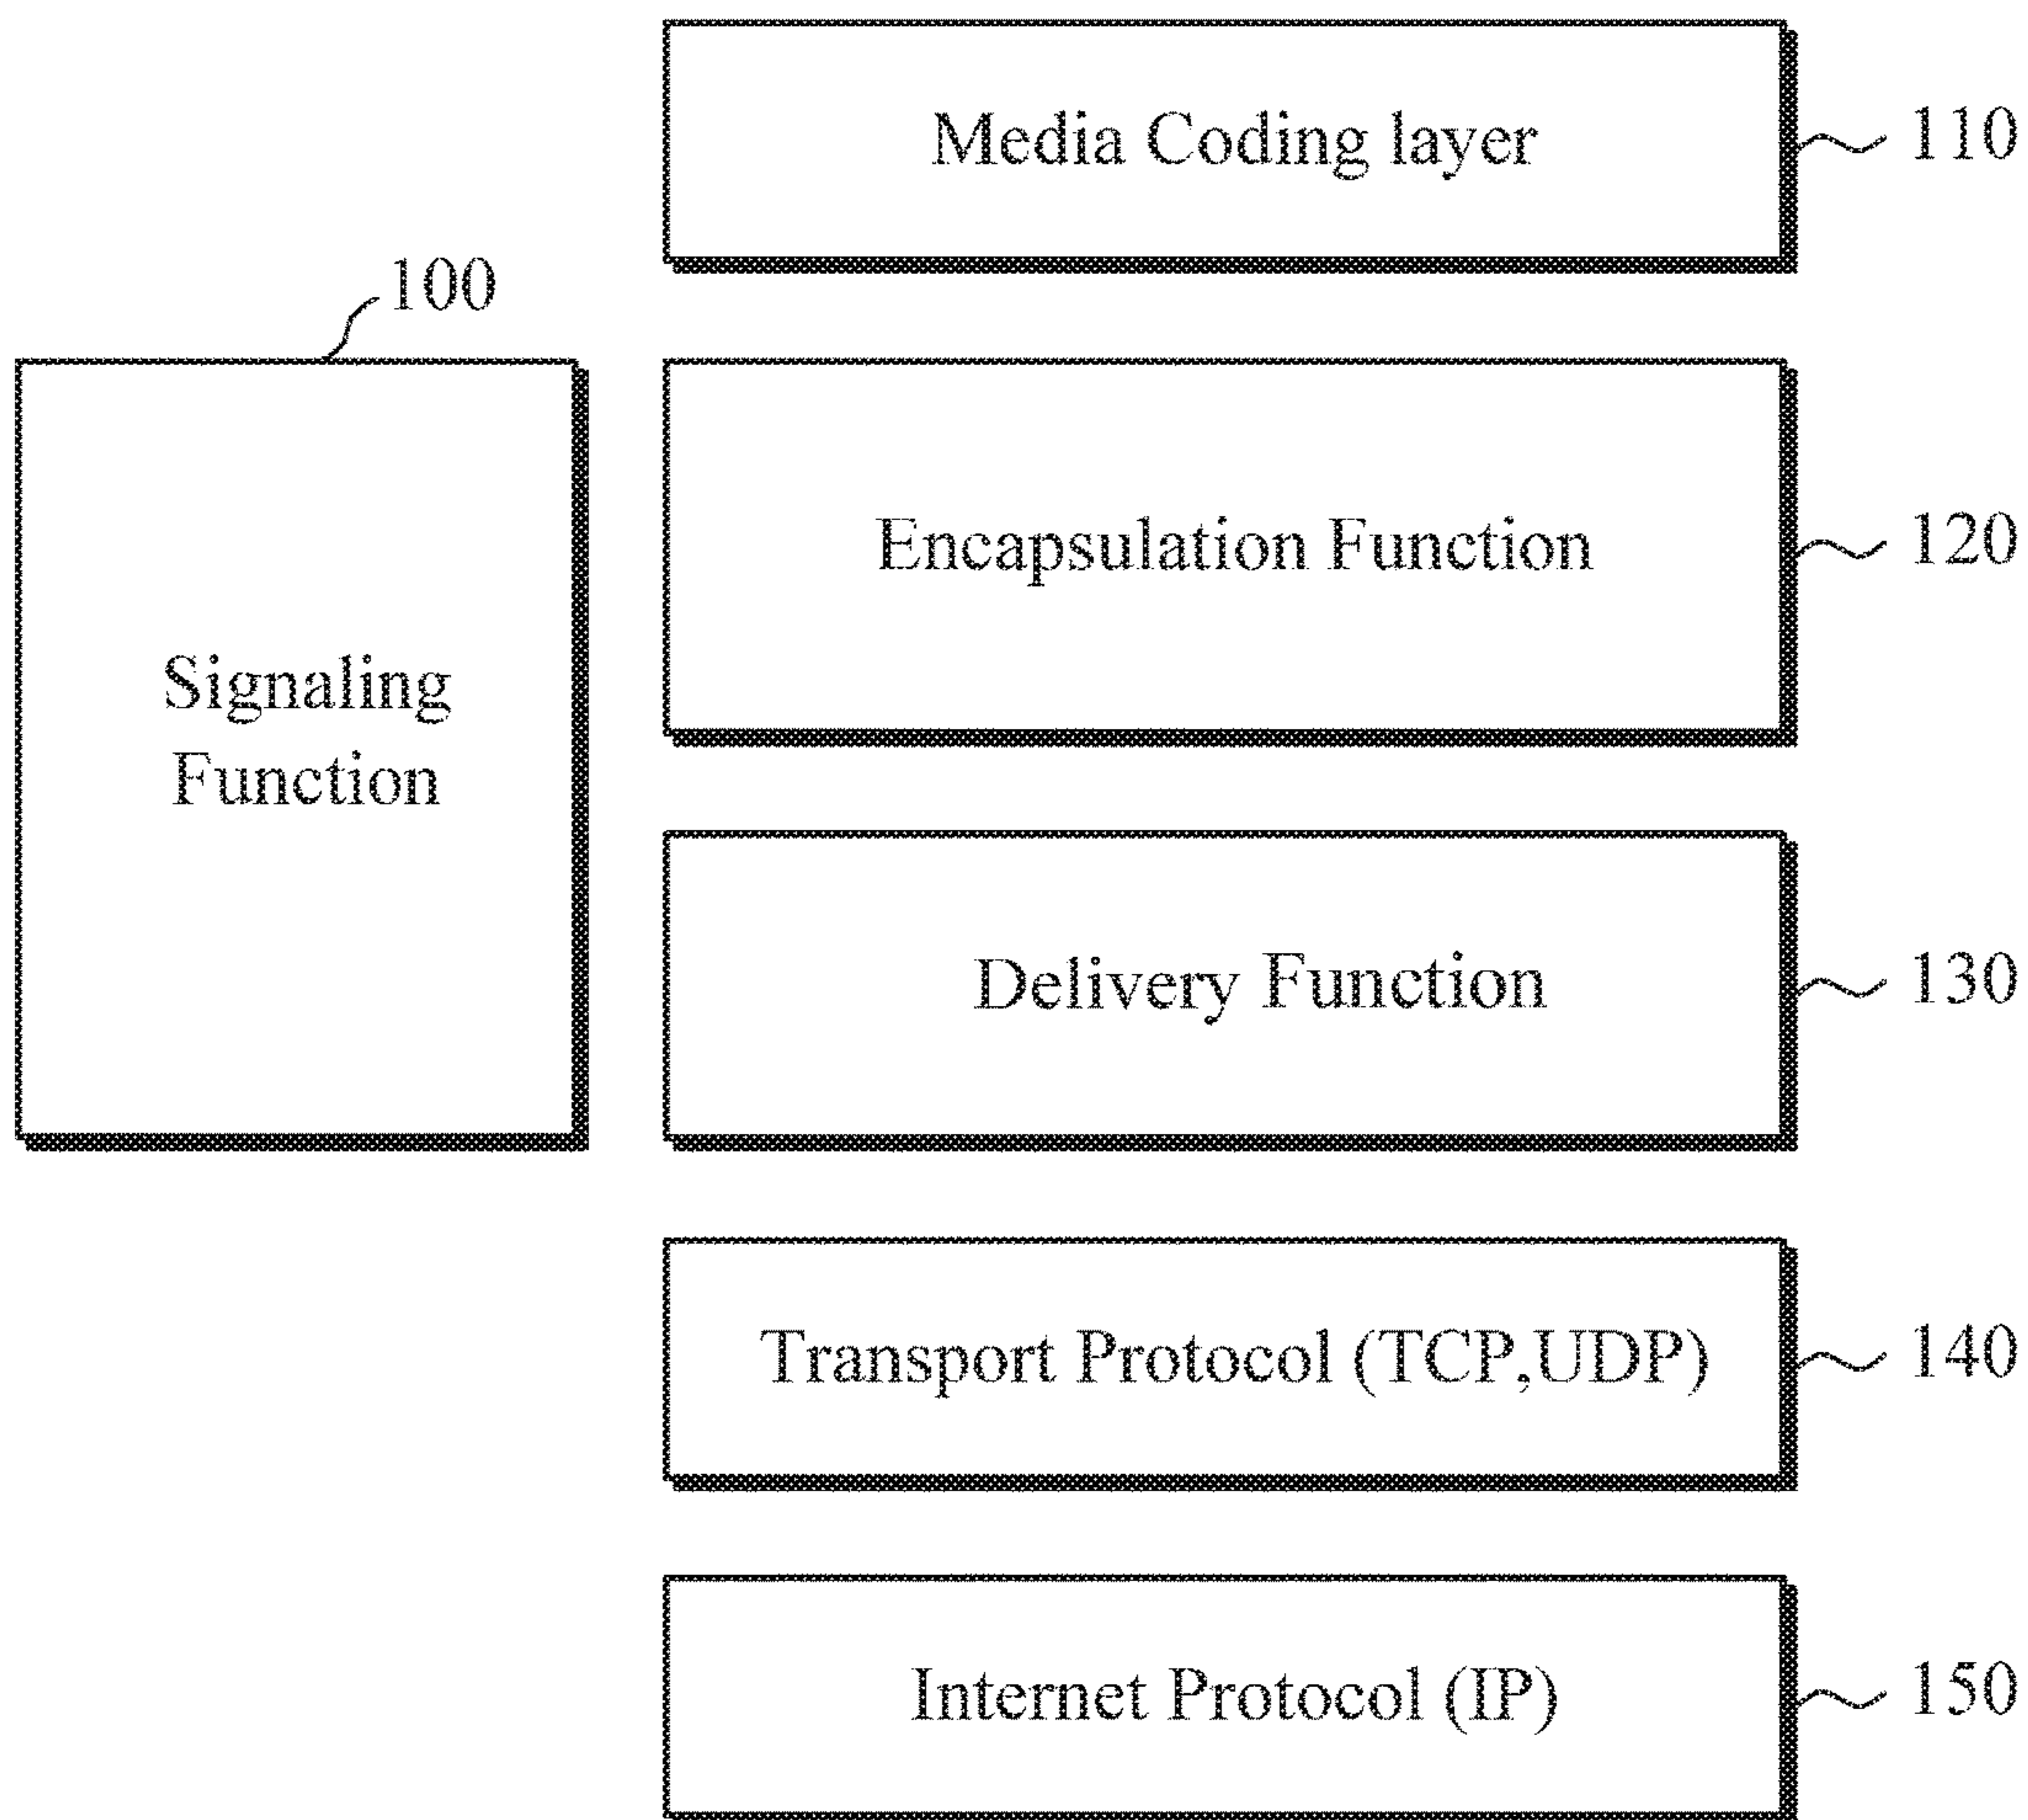 Media Coding layer
110
100
Signaling
Function
Encapsulation Function
120
Delivery Function
130
Transport Protocol (TCP,UDP)
140
Internet Protocol (IP)
150